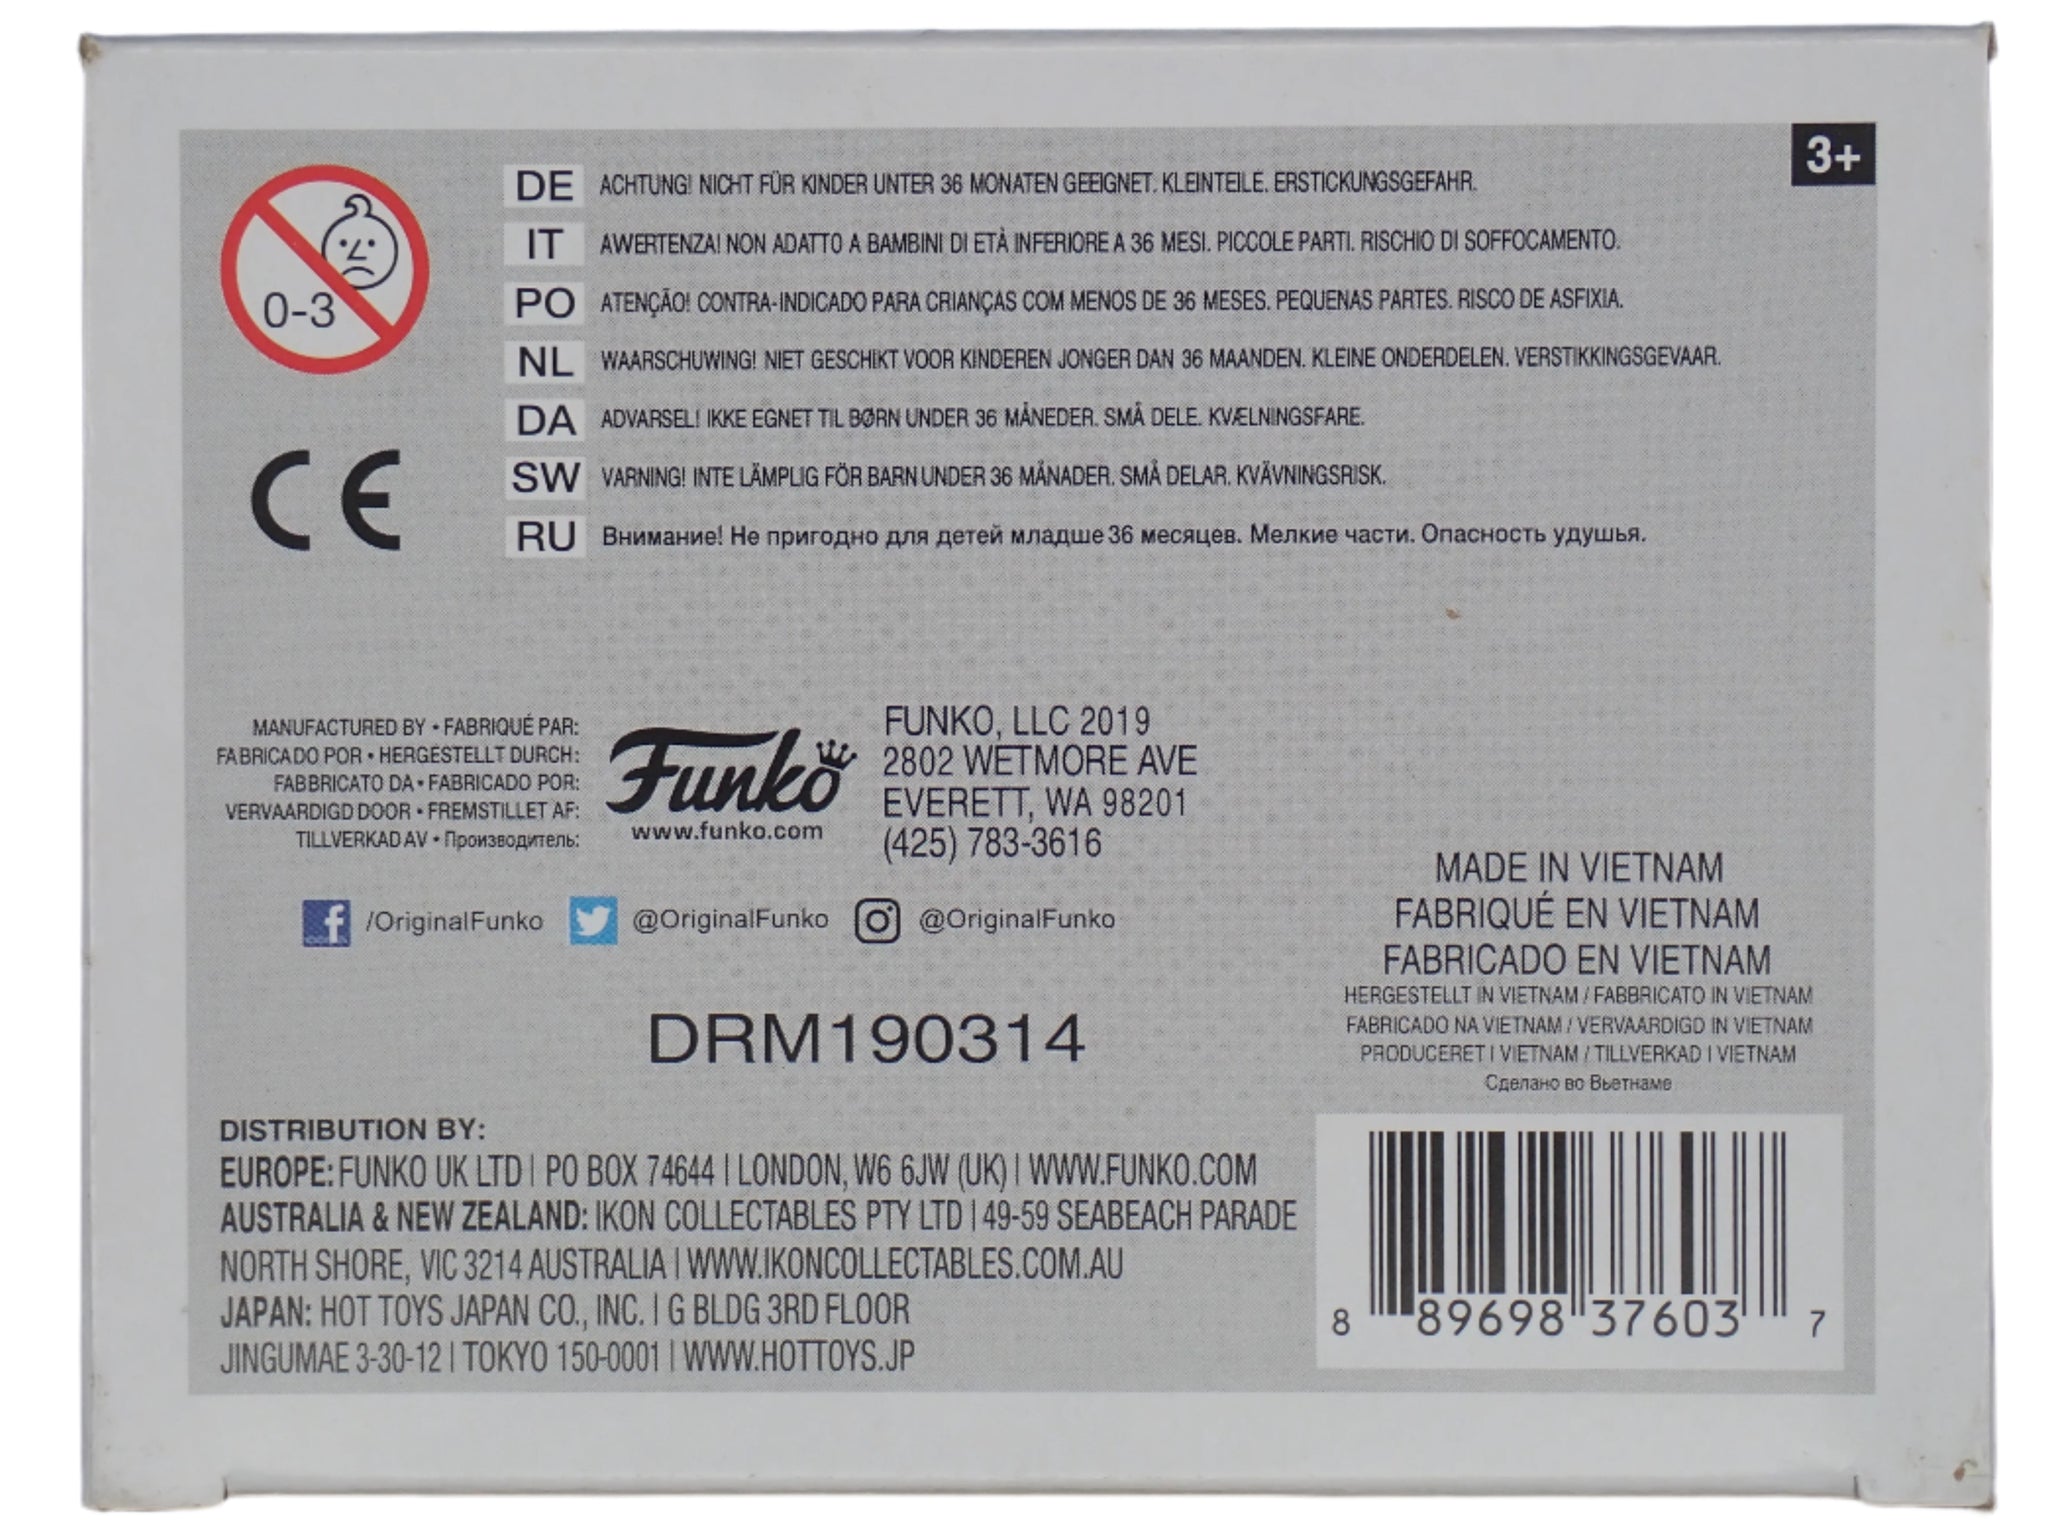 3+
0-3
DE ACHTUNG! NICHT FÜR KINDER UNTER 36 MONATEN GEEIGNET. KLEINTEILE. ERSTICKUNGSGEFAHR.
IT AWERTENZA! NON ADATTO A BAMBINI DI ETÀ INFERIORE A 36 MESI. PICCOLE PARTI. RISCHIO DI SOFFOCAMENTO.
PO ATENÇÃO! CONTRA-INDICADO PARA CRIANÇAS COM MENOS DE 36 MESES. PEQUENAS PARTES. RISCO DE ASFIXIA.
NL WAARSCHUWING! NIET GESCHIKT VOOR KINDEREN JONGER DAN 36 MAANDEN. KLEINE ONDERDELEN. VERSTIKKINGSGEVAAR.
DA ADVARSEL! IKKE EGNET TIL BØRN UNDER 36 MÅNEDER. SMÅ DELE. KVÆLNINGSFARE.
SW VARNING! INTE LÄMPLIG FÖR BARN UNDER 36 MÅNADER. SMÅ DELAR. KVÄVNINGSRISK.
RU Внимание! Не пригодно для детей младше 36 месяцев. Мелкие части. Опасность удушья.
CE
MANUFACTURED BY • FABRIQUÉ PAR:
FABRICADO POR • HERGESTELLT DURCH:
FABBRICATO DA • FABRICADO POR:
VERVAARDIGD DOOR • FREMSTILLET AF:
TILLVERKAD AV • Производитель:
Funko
www.funko.com
FUNKO, LLC 2019
2802 WETMORE AVE
EVERETT, WA 98201
(425) 783-3616
/OriginalFunko @OriginalFunko @OriginalFunko
DRM190314
MADE IN VIETNAM
FABRIQUÉ EN VIETNAM
FABRICADO EN VIETNAM
HERGESTELLT IN VIETNAM / FABBRICATO IN VIETNAM
FABRICADO NA VIETNAM / VERVAARDIGD IN VIETNAM
PRODUCERET I VIETNAM / TILLVERKAD I VIETNAM
Сделано во Вьетнаме
DISTRIBUTION BY:
EUROPE: FUNKO UK LTD | PO BOX 74644 | LONDON, W6 6JW (UK) | WWW.FUNKO.COM
AUSTRALIA & NEW ZEALAND: IKON COLLECTABLES PTY LTD | 49-59 SEABEACH PARADE
NORTH SHORE, VIC 3214 AUSTRALIA | WWW.IKONCOLLECTABLES.COM.AU
JAPAN: HOT TOYS JAPAN CO., INC. | G BLDG 3RD FLOOR
JINGUMAE 3-30-12 | TOKYO 150-0001 | WWW.HOTTOYS.JP
8 89698 37603 7